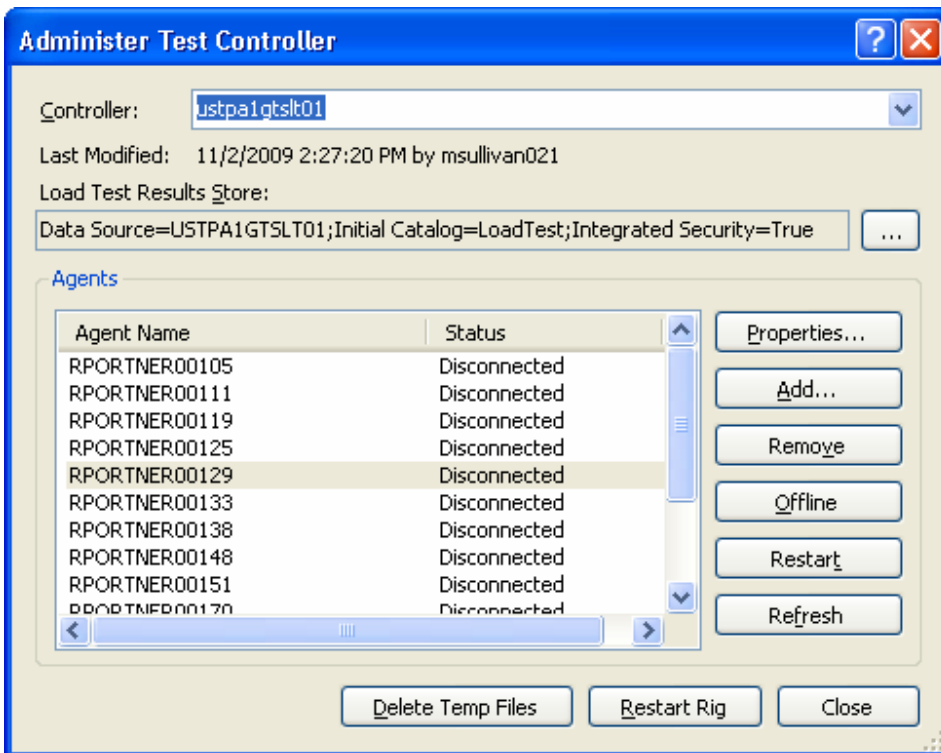 Administer Test Controller
Controller: ustpa1gtslt01
Last Modified: 11/2/2009 2:27:20 PM by msullivan021
Load Test Results Store:
Data Source=USTPA1GTSLT01;Initial Catalog=LoadTest;Integrated Security=True ...
Agents
Agent Name Status
RPORTNER00105 Disconnected
RPORTNER00111 Disconnected
RPORTNER00119 Disconnected
RPORTNER00125 Disconnected
RPORTNER00129 Disconnected
RPORTNER00133 Disconnected
RPORTNER00138 Disconnected
RPORTNER00148 Disconnected
RPORTNER00151 Disconnected
RPORTNER00170 Disconnected
Properties...
Add...
Remove
Offline
Restart
Refresh
Delete Temp Files Restart Rig Close